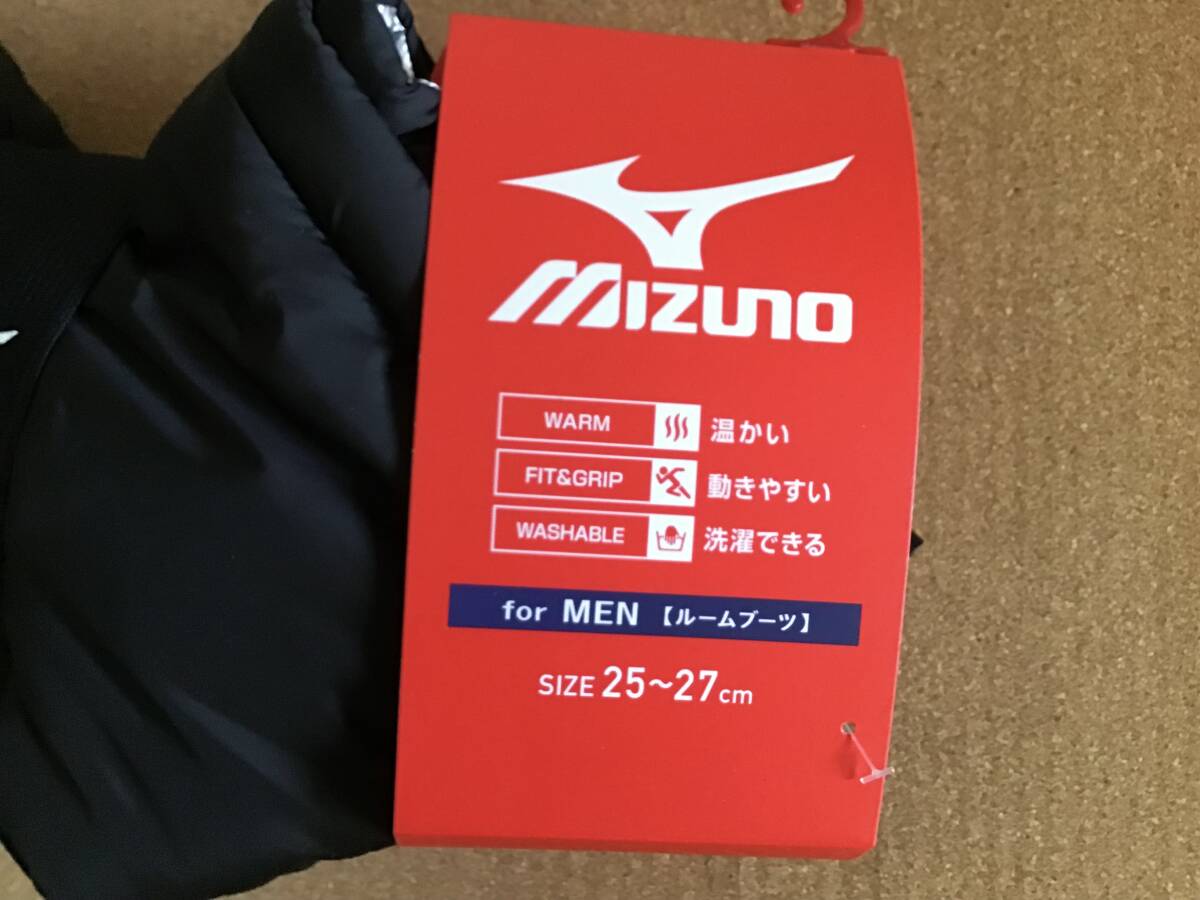 MIZUNO
WARM 温かい
FIT&GRIP 動きやすい
WASHABLE 洗濯できる
for MEN 【ルームブーツ】
SIZE 25〜27cm